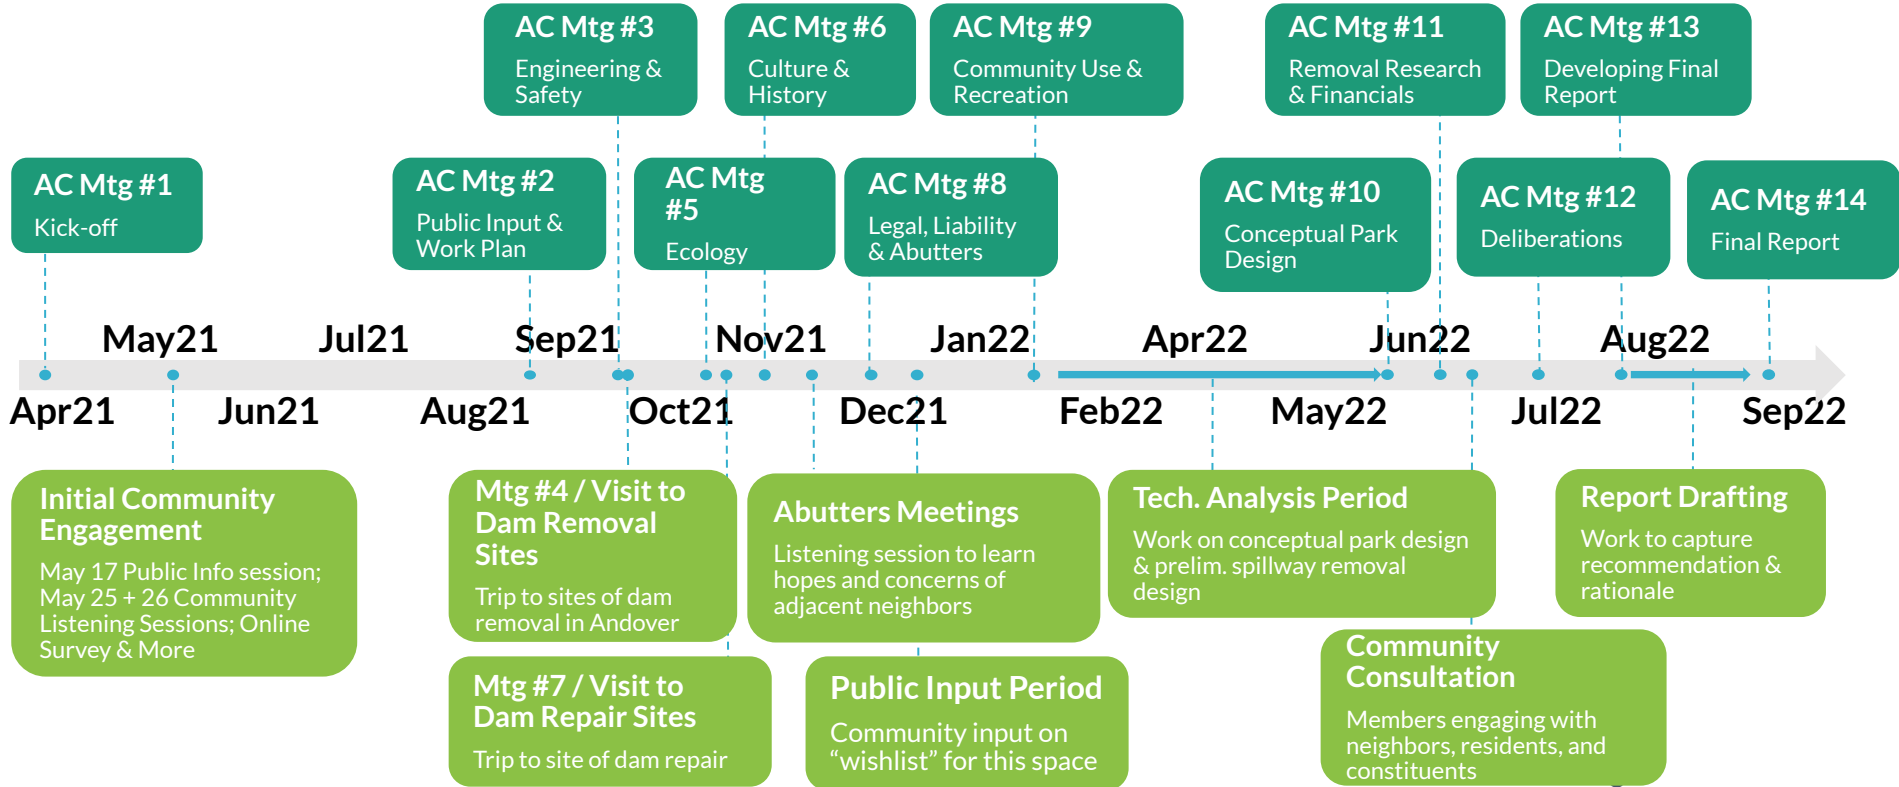 AC Mtg #3
Engineering &
Safety
AC Mtg #6
Culture &
History
AC Mtg #9
Community Use &
Recreation
AC Mtg #11
Removal Research
& Financials
AC Mtg #13
Developing Final
Report
AC Mtg #1
Kick-off
AC Mtg #2
Public Input &
Work Plan
AC Mtg
#5
Ecology
AC Mtg #8
Legal, Liability
& Abutters
AC Mtg #10
Conceptual Park
Design
AC Mtg #12
Deliberations
AC Mtg #14
Final Report
May21
Jul21
Sep21
Nov21
Jan22
Apr22
Jun22
Aug22
Apr21
Jun21
Aug21
Oct21
Dec21
Feb22
May22
Jul22
Sep22
Initial Community
Engagement
May 17 Public Info session;
May 25 + 26 Community
Listening Sessions; Online
Survey & More
Mtg #4 / Visit to
Dam Removal
Sites
Trip to sites of dam
removal in Andover
Mtg #7 / Visit to
Dam Repair Sites
Trip to site of dam repair
Abutters Meetings
Listening session to learn
hopes and concerns of
adjacent neighbors
Public Input Period
Community input on
“wishlist” for this space
Tech. Analysis Period
Work on conceptual park design
& prelim. spillway removal
design
Community
Consultation
Members engaging with
neighbors, residents, and
constituents
Report Drafting
Work to capture
recommendation &
rationale